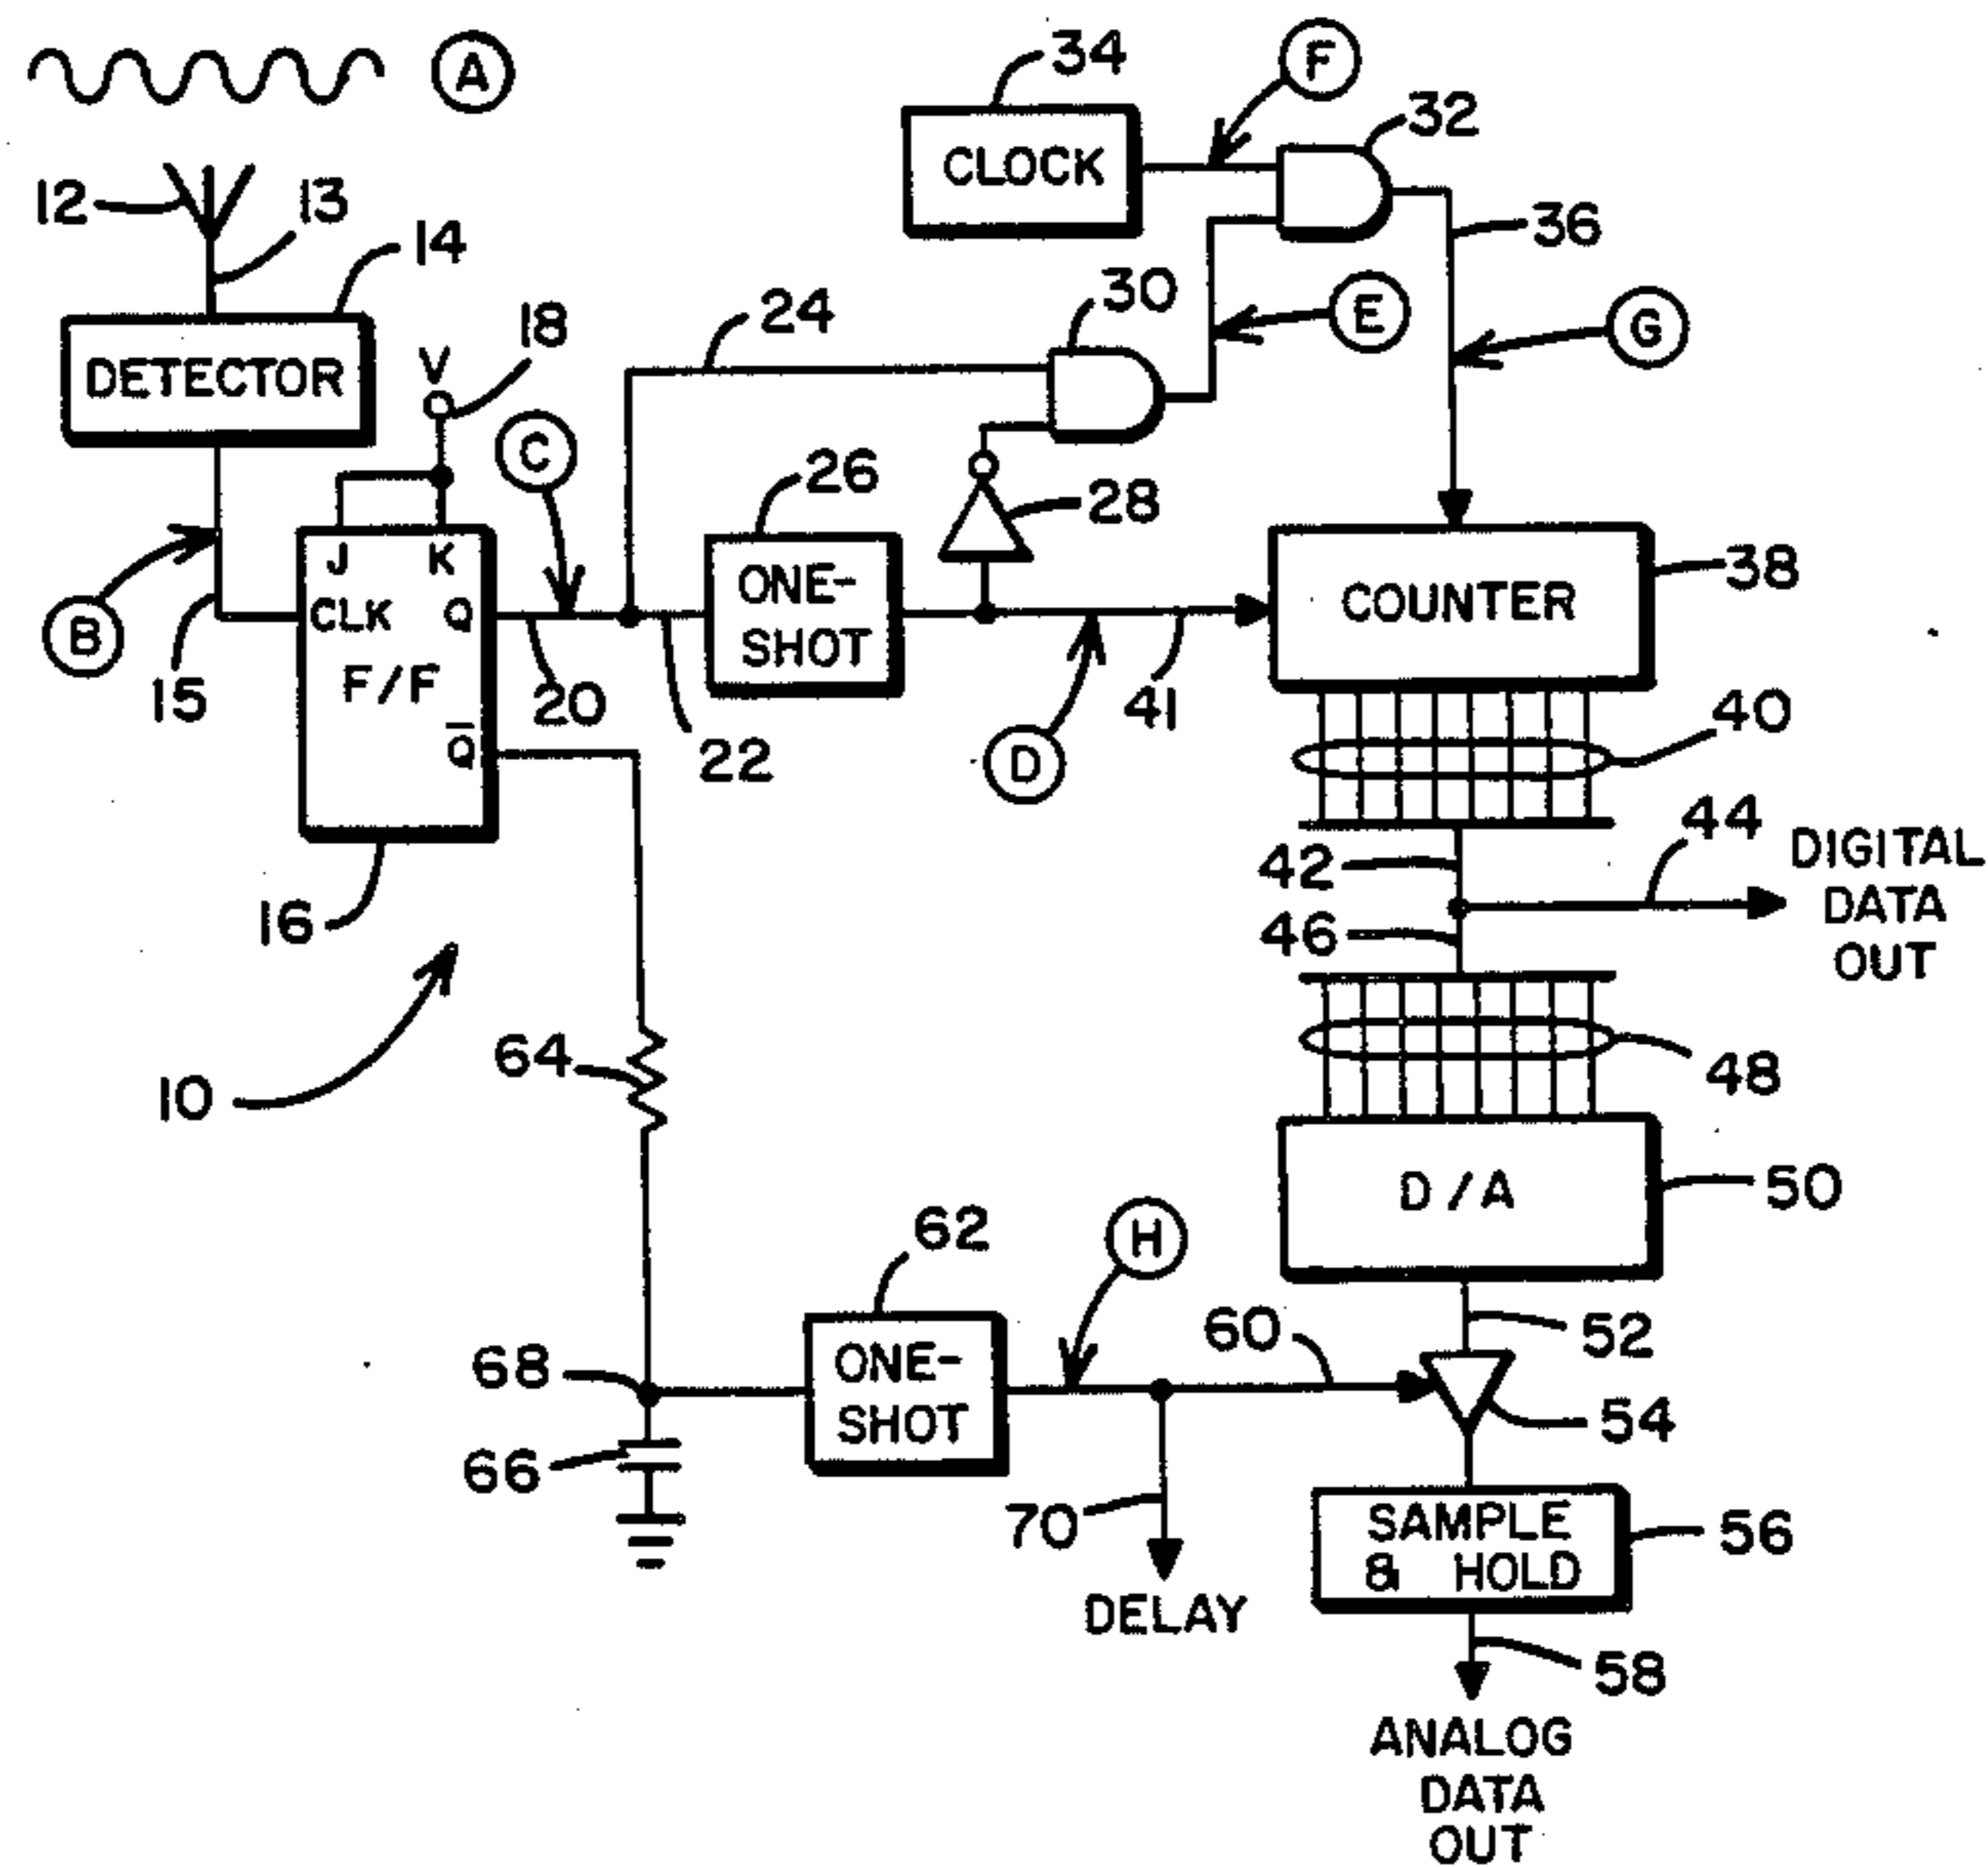 A
34
F
32
12
13
14
CLOCK
36
30
E
G
24
18
V
DETECTOR
C
26
28
38
J K
ONE-
SHOT
COUNTER
B
CLK Q
F/F
15
20
22
41
40
Q̅
D
44
DIGITAL
DATA
OUT
42
16
46
64
48
10
D/A
50
62
H
60
52
68
ONE-
SHOT
54
66
70
SAMPLE
& HOLD
56
DELAY
58
ANALOG
DATA
OUT